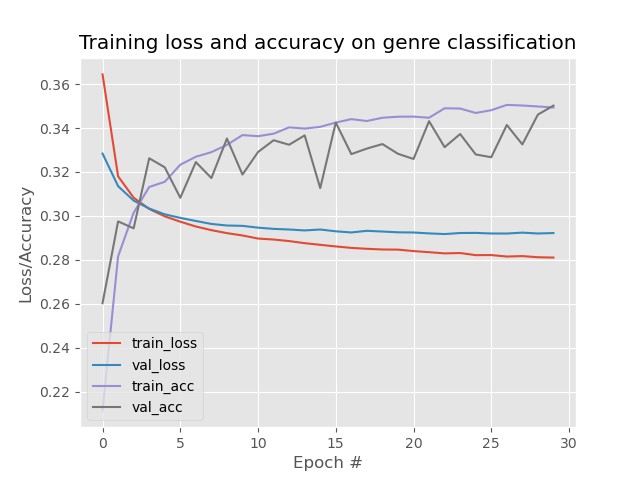 Training loss and accuracy on genre classification
0.36
0.34
0.32
0.30
0.28
0.26
0.24
0.22
Loss/Accuracy
train_loss
val_loss
train_acc
val_acc
0 5 10 15 20 25 30
Epoch #